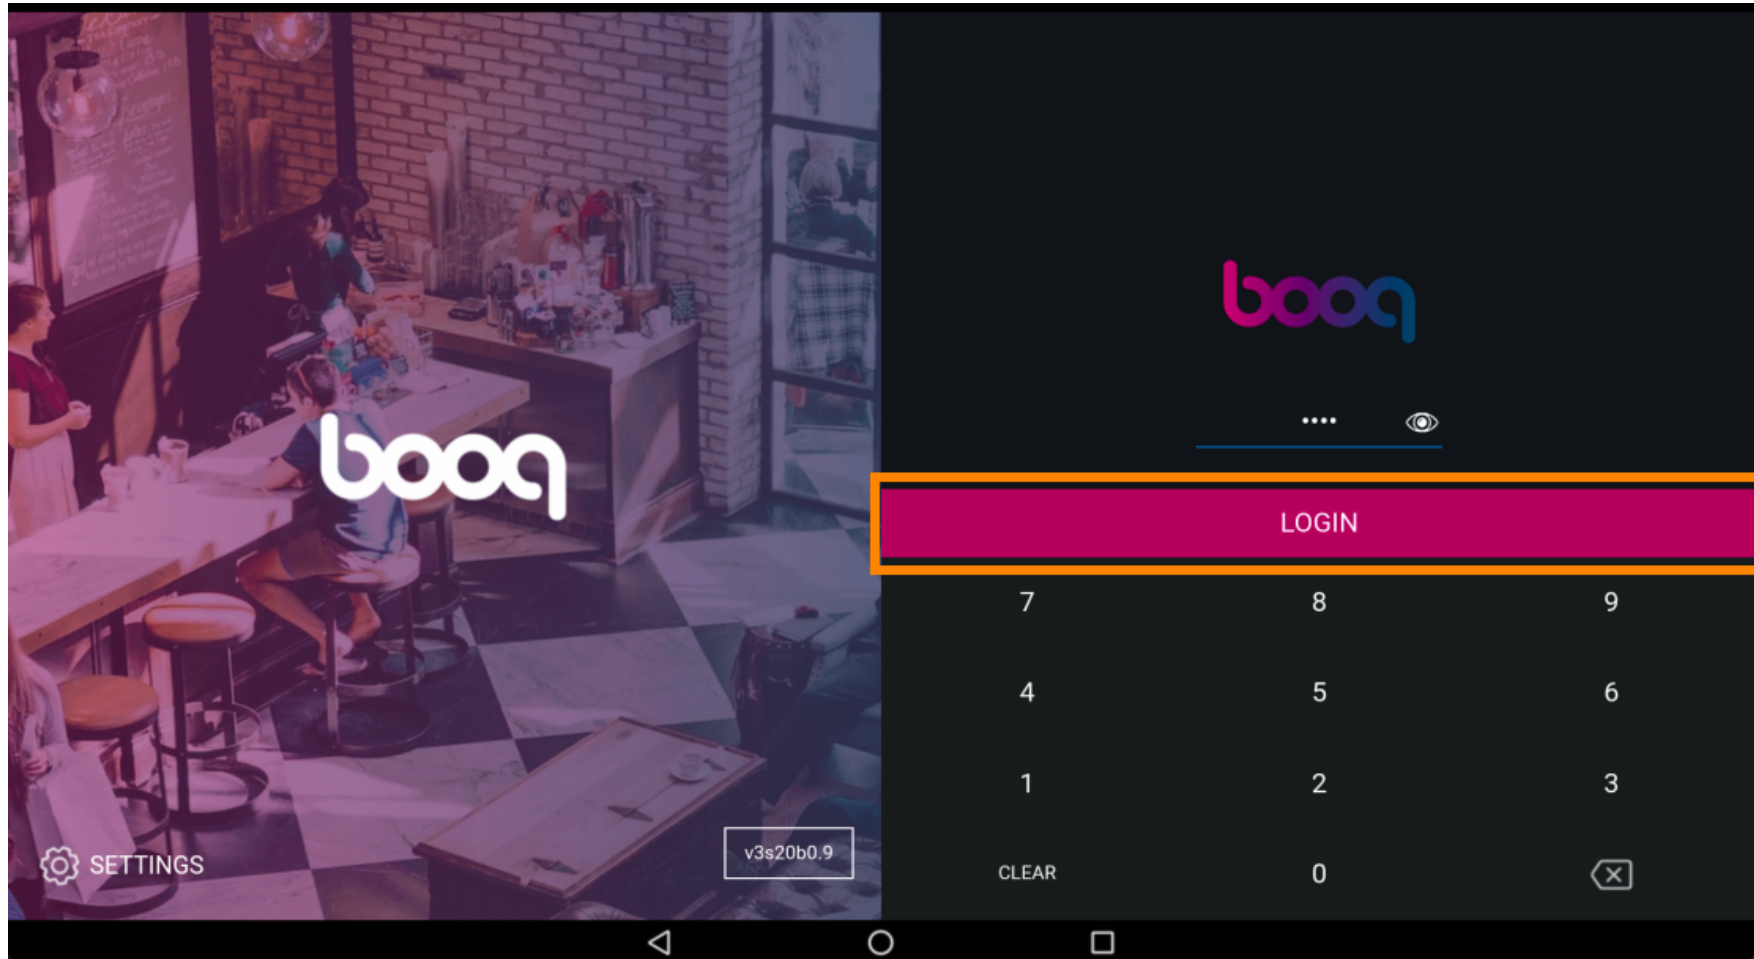 booq
SETTINGS
v3s20b0.9
booq
••••
LOGIN
7 8 9
4 5 6
1 2 3
CLEAR 0